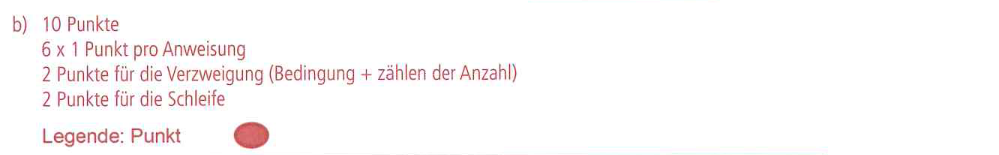 b) 10 Punkte
6 x 1 Punkt pro Anweisung
2 Punkte für die Verzweigung (Bedingung + zählen der Anzahl)
2 Punkte für die Schleife
Legende: Punkt